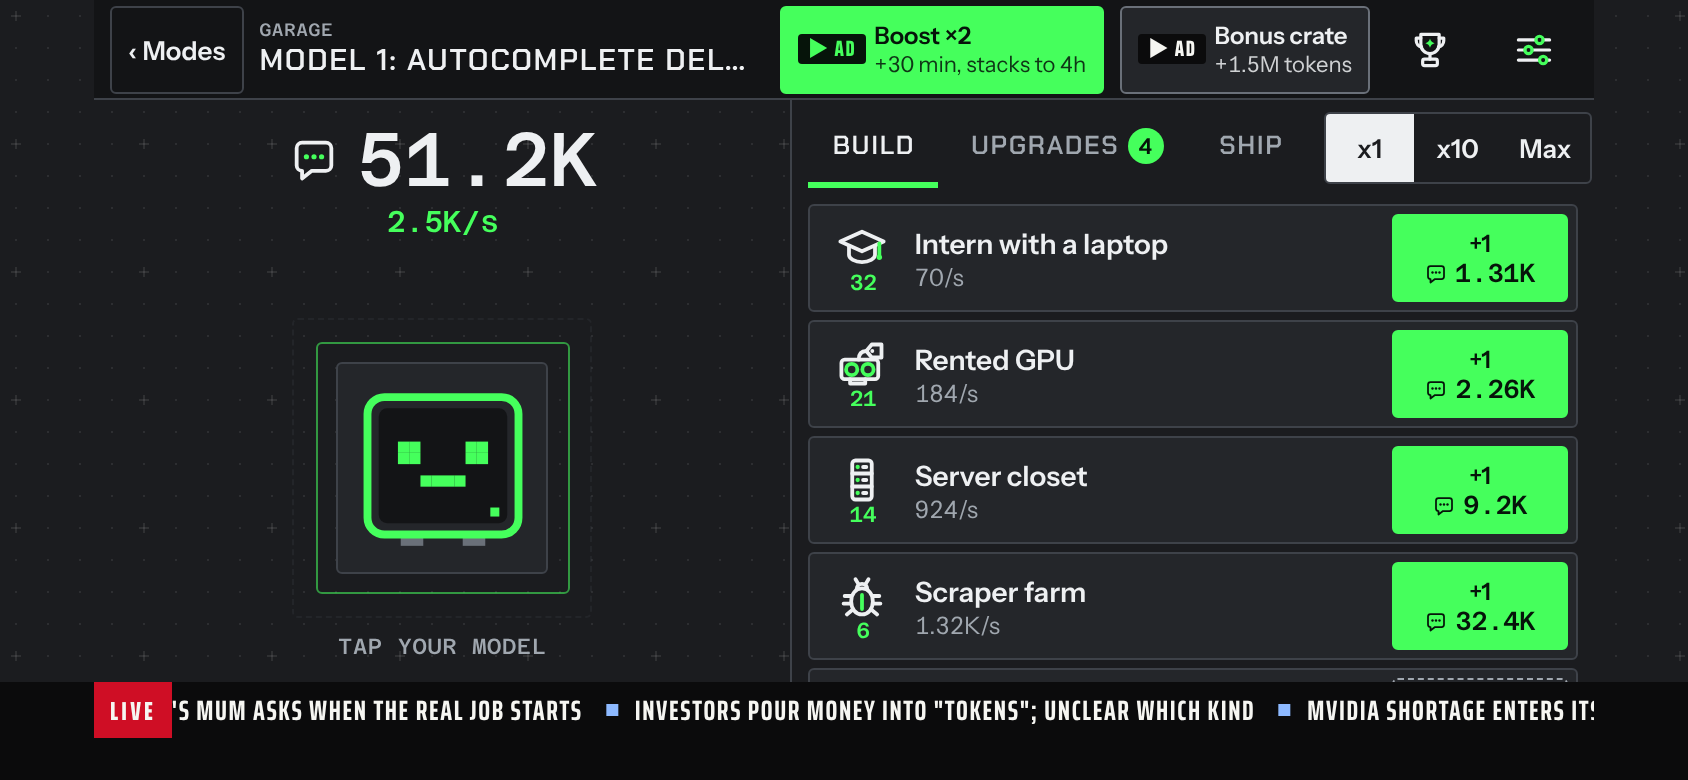 ‹ Modes
GARAGE
MODEL 1: AUTOCOMPLETE DEL...
AD
Boost ×2
+30 min, stacks to 4h
AD
Bonus crate
+1.5M tokens
51.2K
2.5K/s
TAP YOUR MODEL
BUILD
UPGRADES 4
SHIP
x1
x10
Max
Intern with a laptop
32
70/s
+1
1.31K
Rented GPU
21
184/s
+1
2.26K
Server closet
14
924/s
+1
9.2K
Scraper farm
6
1.32K/s
+1
32.4K
LIVE
'S MUM ASKS WHEN THE REAL JOB STARTS ■ INVESTORS POUR MONEY INTO "TOKENS"; UNCLEAR WHICH KIND ■ MVIDIA SHORTAGE ENTERS ITS